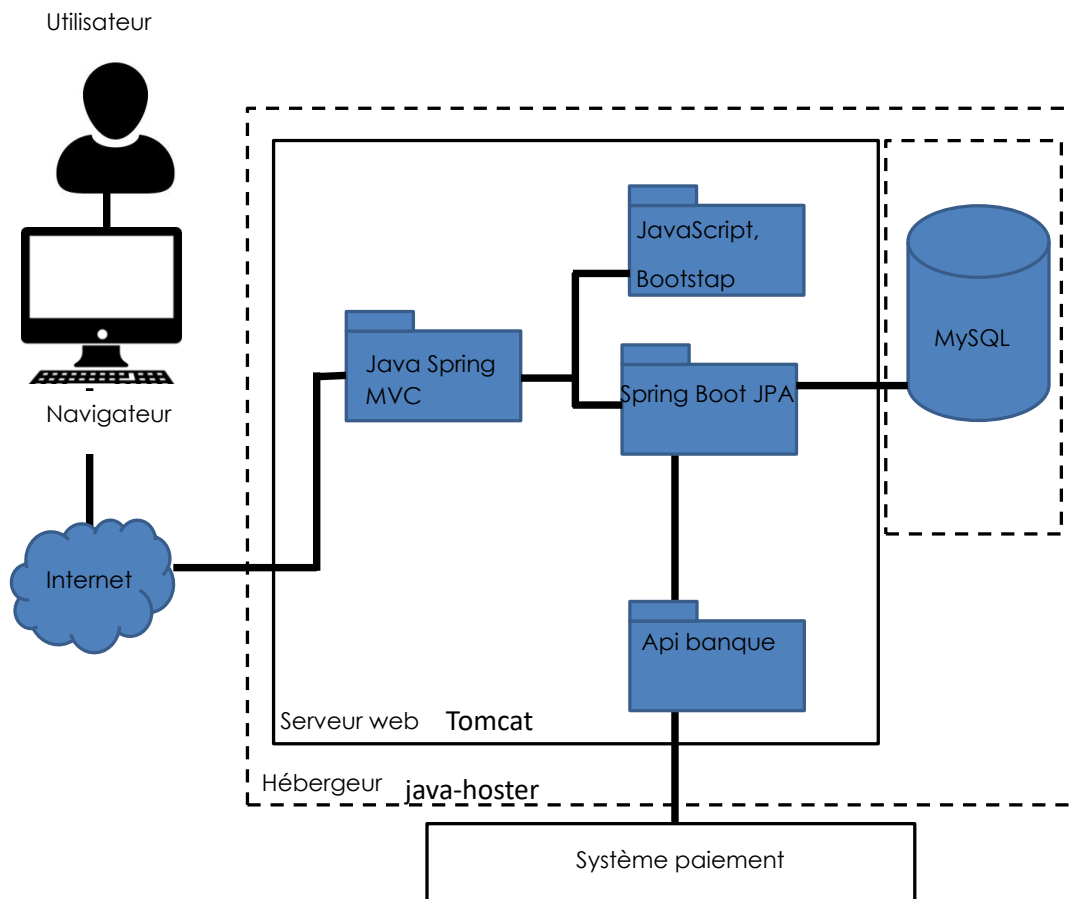 Utilisateur
JavaScript,
Bootstap
MySQL
Java Spring
MVC
Spring Boot JPA
Navigateur
Internet
Api banque
Serveur web Tomcat
Hébergeur java-hoster
Système paiement